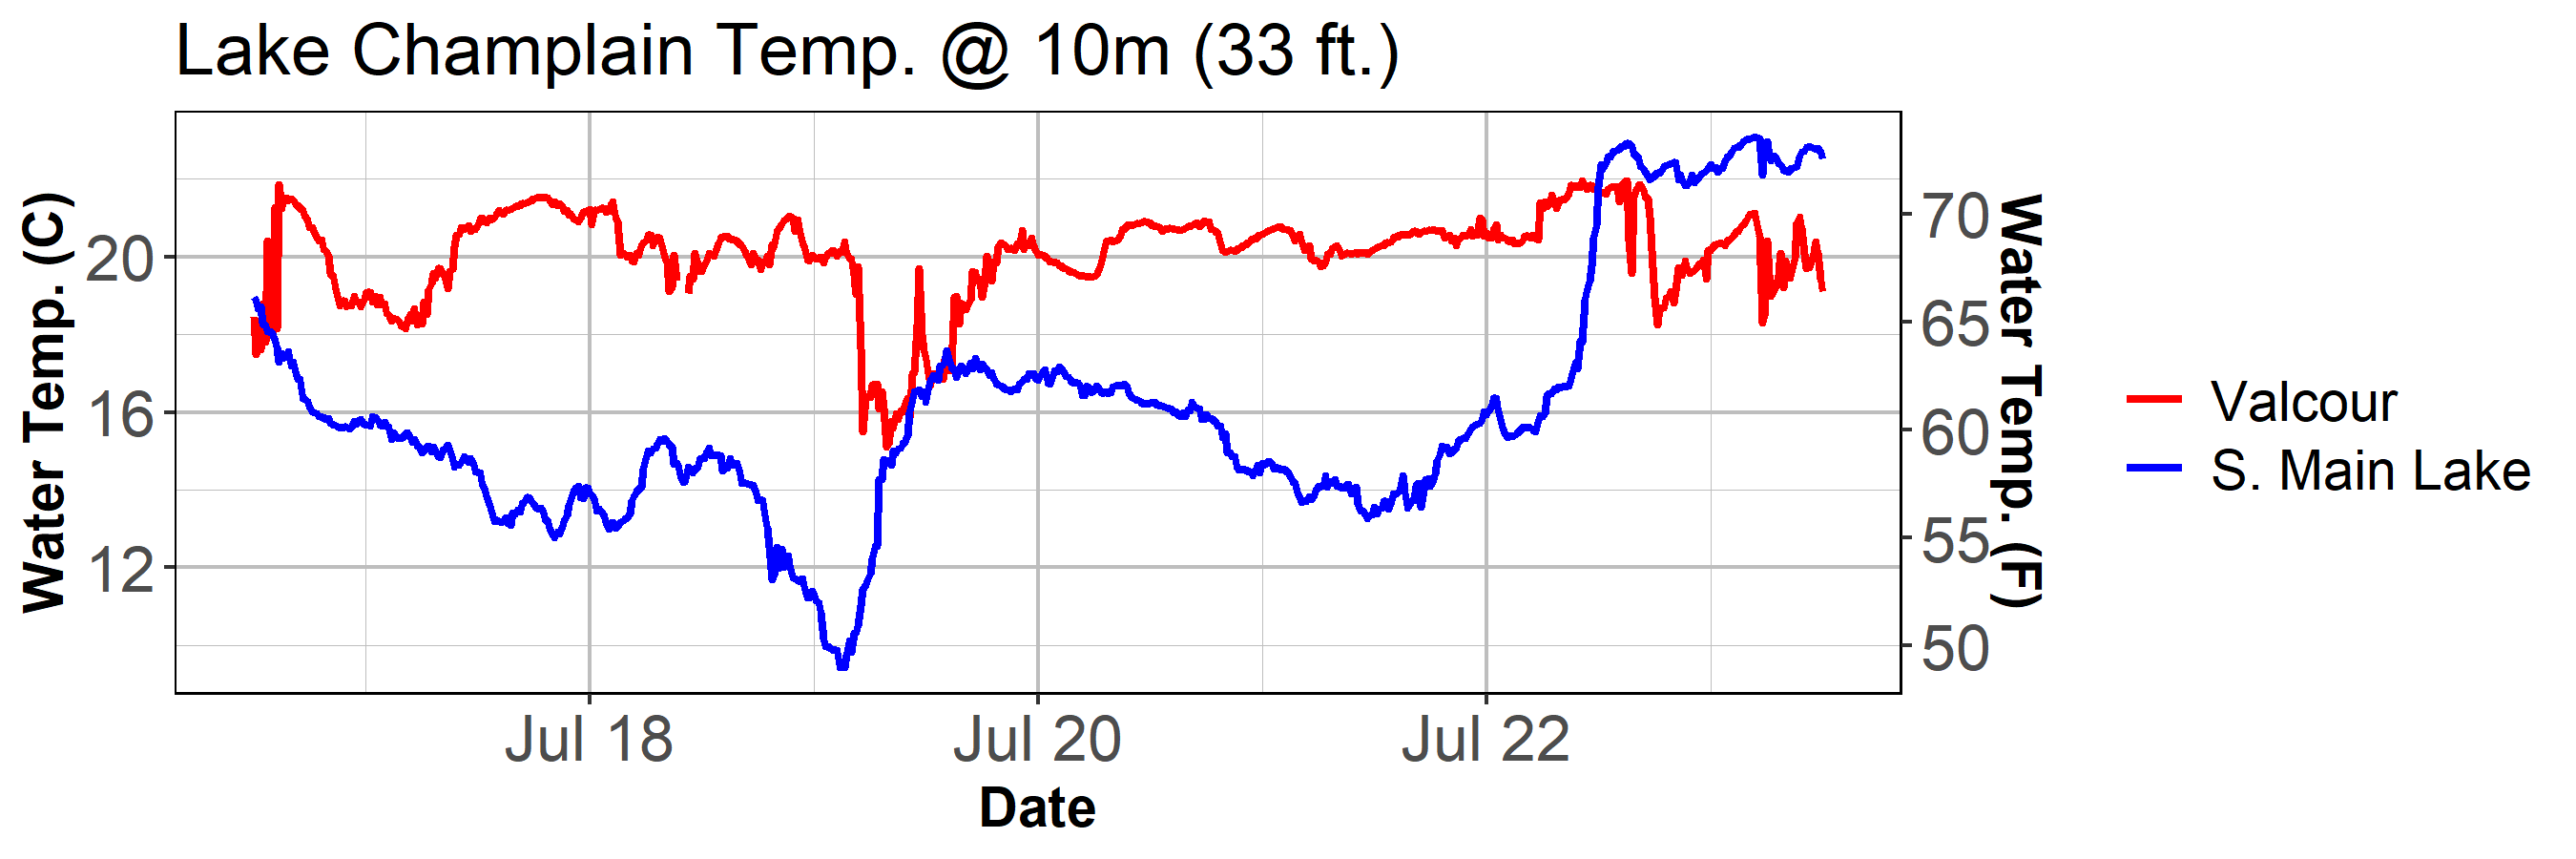 Lake Champlain Temp. @ 10m (33 ft.)
Water Temp. (C)
20
16
12
70
65
60
55
50
Water Temp. (F)
Jul 18
Jul 20
Jul 22
Date
Valcour
S. Main Lake